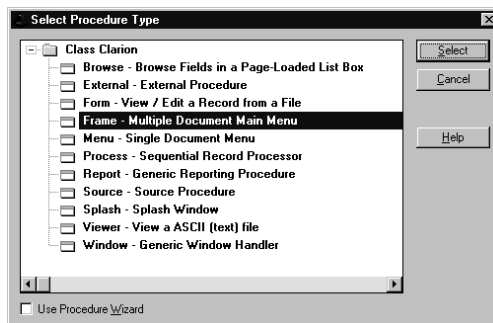 Select Procedure Type
Class Clarion
Browse - Browse Fields in a Page-Loaded List Box
External - External Procedure
Form - View / Edit a Record from a File
Frame - Multiple Document Main Menu
Menu - Single Document Menu
Process - Sequential Record Processor
Report - Generic Reporting Procedure
Source - Source Procedure
Splash - Splash Window
Viewer - View a ASCII (text) file
Window - Generic Window Handler
Select
Cancel
Help
Use Procedure Wizard